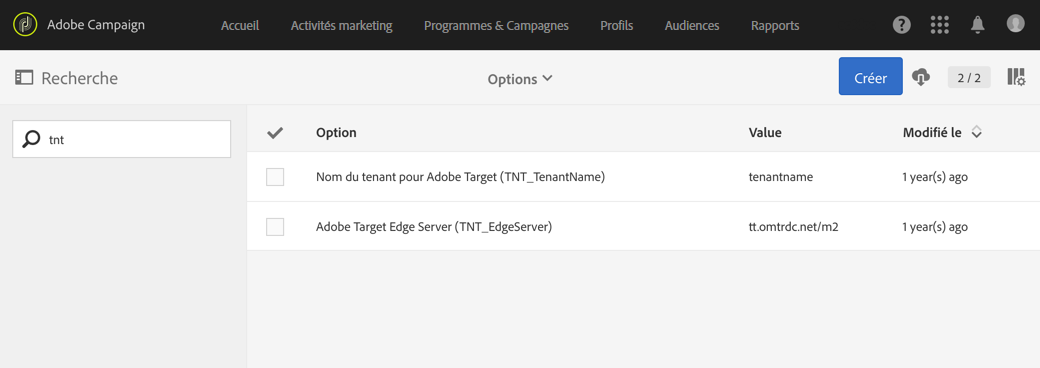 Adobe Campaign Accueil Activités marketing Programmes & Campagnes Profils Audiences Rapports ?
Recherche Options Créer 2 / 2
tnt
Option Value Modifié le
Nom du tenant pour Adobe Target (TNT_TenantName) tenantname 1 year(s) ago
Adobe Target Edge Server (TNT_EdgeServer) tt.omtrdc.net/m2 1 year(s) ago